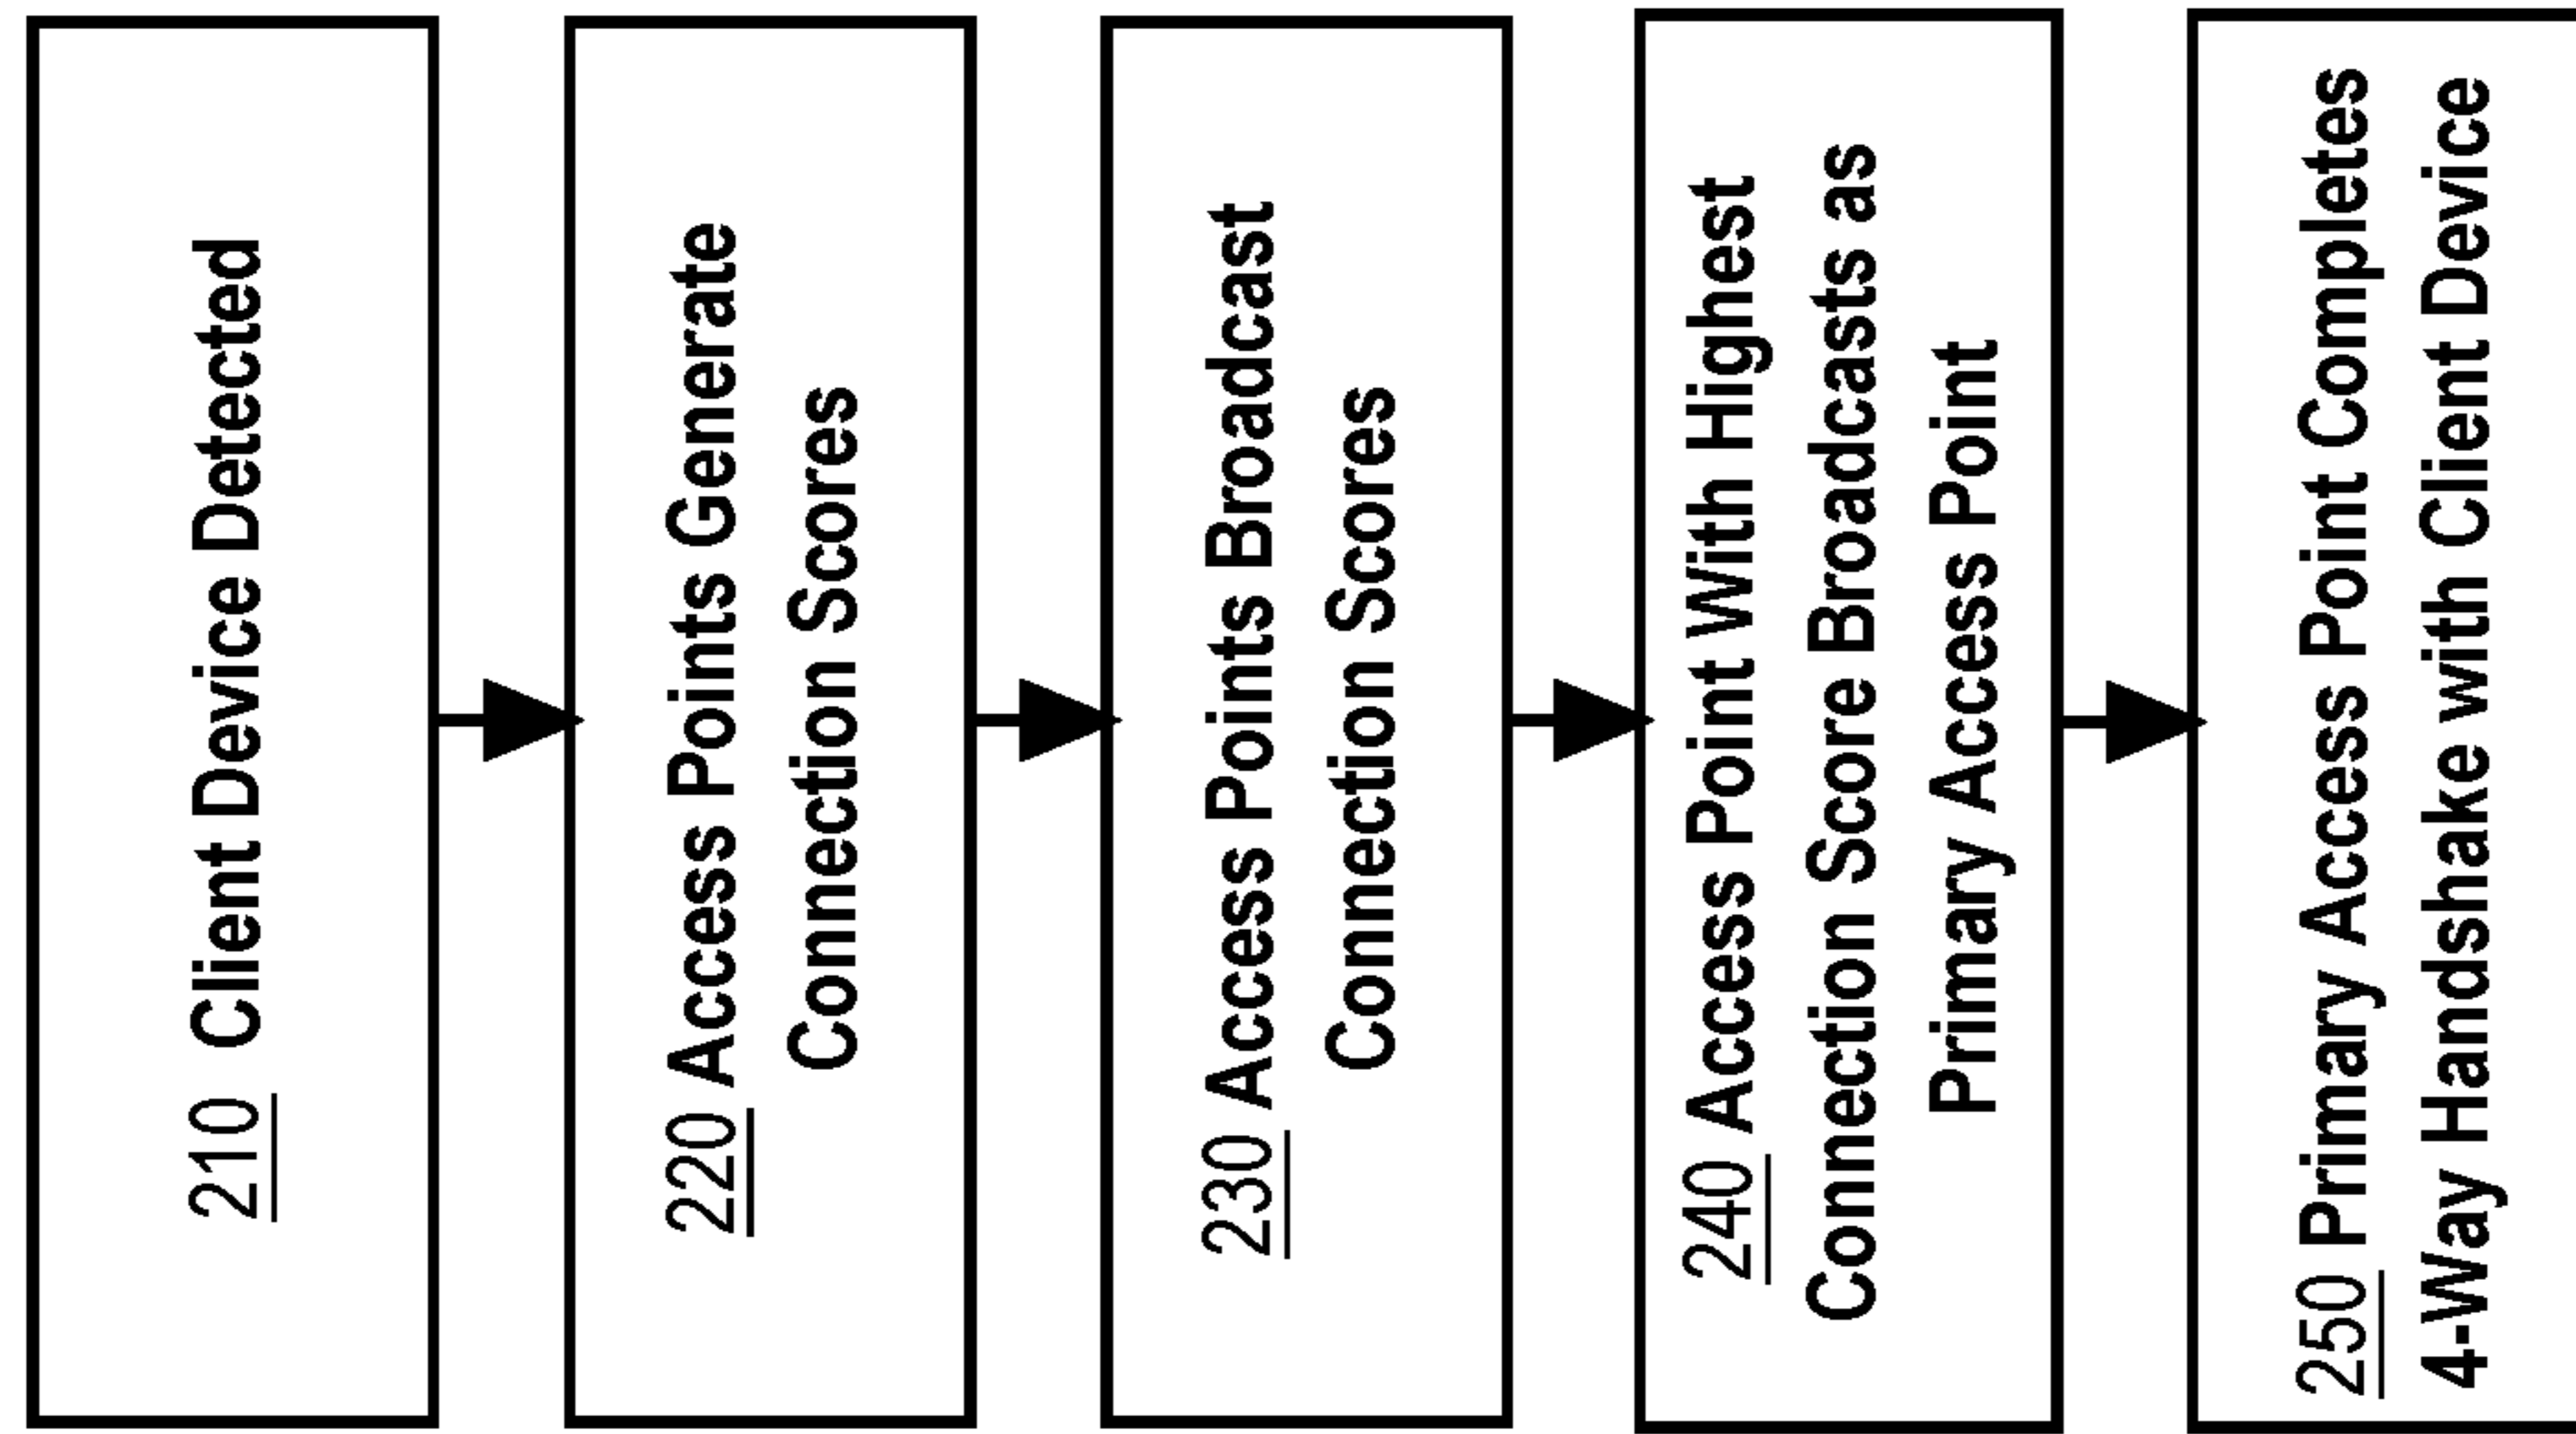 210 Client Device Detected
220 Access Points Generate
Connection Scores
230 Access Points Broadcast
Connection Scores
240 Access Point With Highest
Connection Score Broadcasts as
Primary Access Point
250 Primary Access Point Completes
4-Way Handshake with Client Device